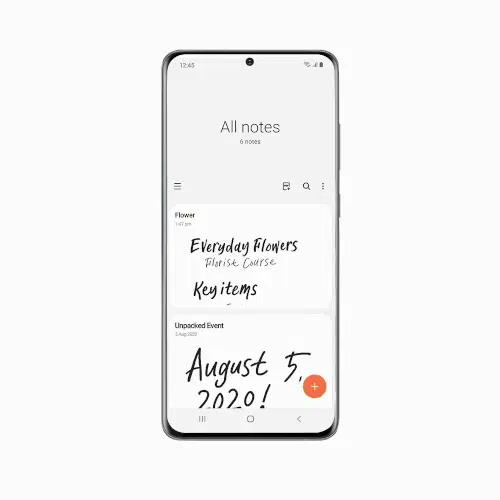 12:45
All notes
6 notes
Flower
1:47 pm
Everyday Flowers
Florist Course
Key items
Unpacked Event
5 Aug 2020
August 5,
2020!